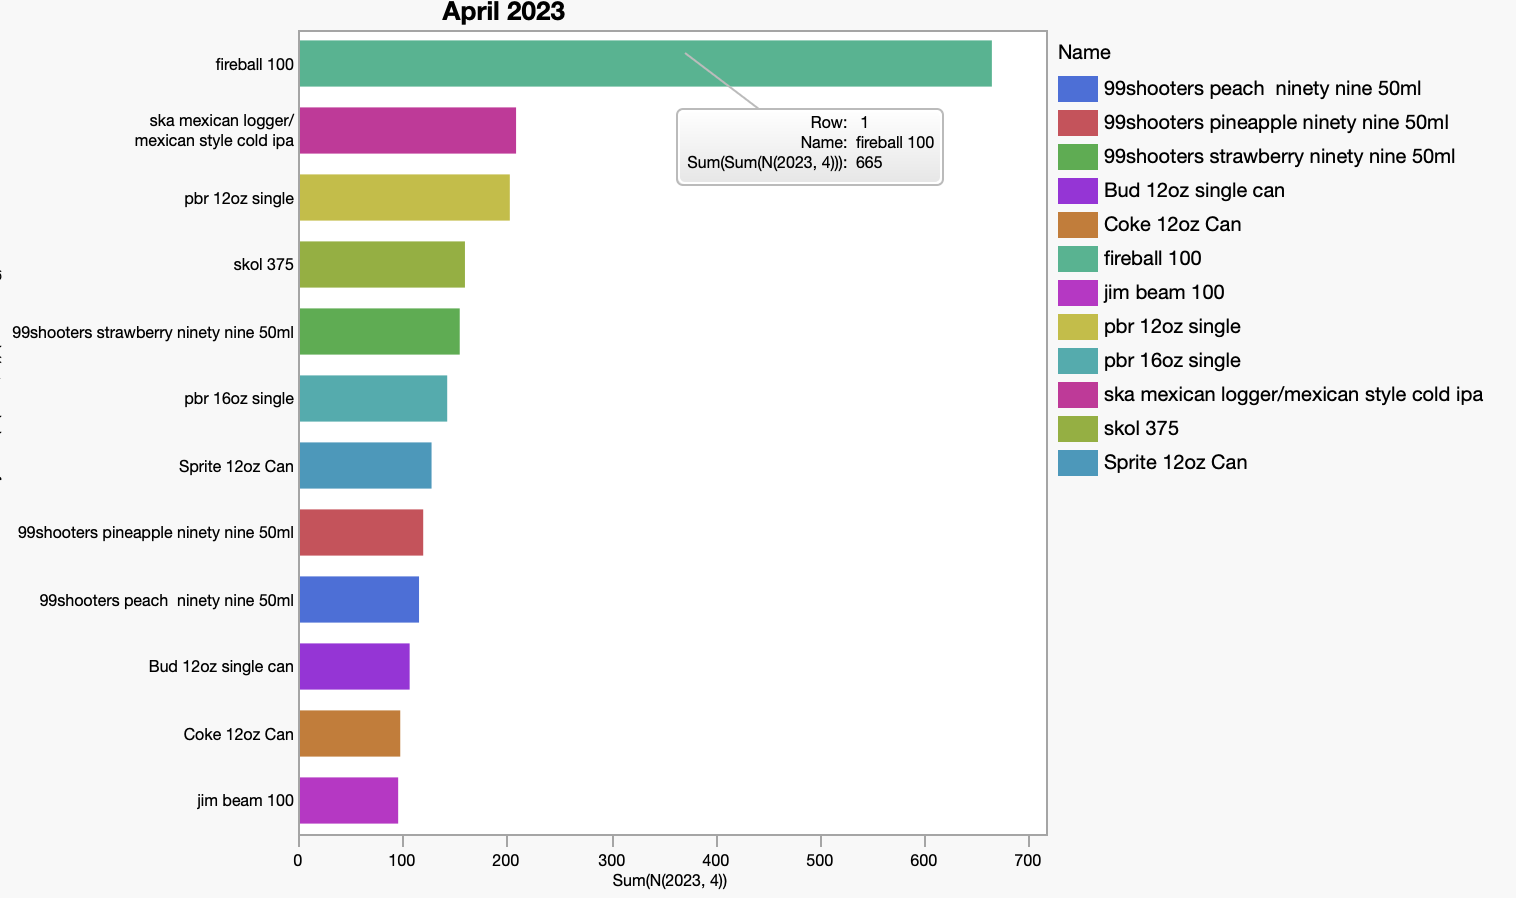 April 2023
fireball 100
ska mexican logger/
mexican style cold ipa
pbr 12oz single
skol 375
99shooters strawberry ninety nine 50ml
pbr 16oz single
Sprite 12oz Can
99shooters pineapple ninety nine 50ml
99shooters peach  ninety nine 50ml
Bud 12oz single can
Coke 12oz Can
jim beam 100
Row: 1
Name: fireball 100
Sum(Sum(N(2023, 4))): 665
0 100 200 300 400 500 600 700
Sum(N(2023, 4))
Name
99shooters peach  ninety nine 50ml
99shooters pineapple ninety nine 50ml
99shooters strawberry ninety nine 50ml
Bud 12oz single can
Coke 12oz Can
fireball 100
jim beam 100
pbr 12oz single
pbr 16oz single
ska mexican logger/mexican style cold ipa
skol 375
Sprite 12oz Can